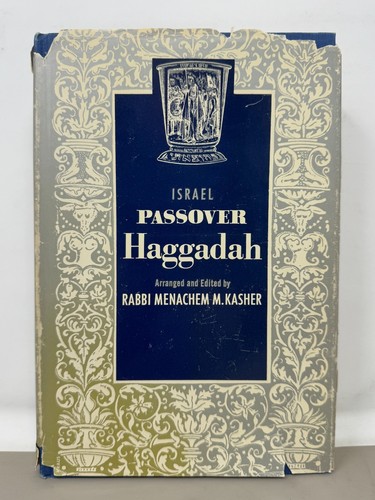 ISRAEL
PASSOVER
Haggadah
Arranged and Edited by
RABBI MENACHEM M. KASHER